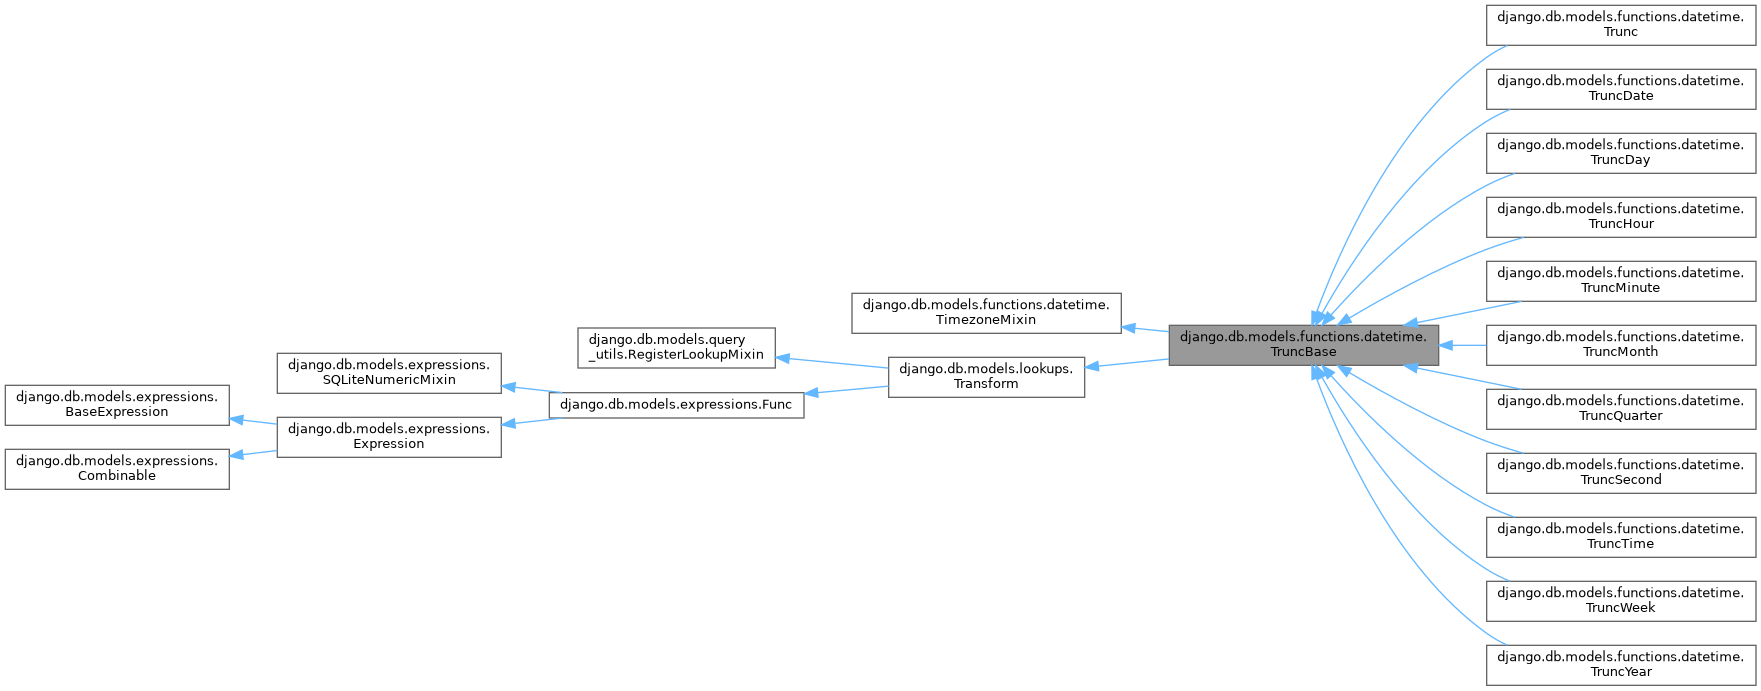 django.db.models.expressions.
BaseExpression
django.db.models.expressions.
Combinable
django.db.models.expressions.
SQLiteNumericMixin
django.db.models.expressions.
Expression
django.db.models.query
_utils.RegisterLookupMixin
django.db.models.expressions.Func
django.db.models.functions.datetime.
TimezoneMixin
django.db.models.lookups.
Transform
django.db.models.functions.datetime.
TruncBase
django.db.models.functions.datetime.
Trunc
django.db.models.functions.datetime.
TruncDate
django.db.models.functions.datetime.
TruncDay
django.db.models.functions.datetime.
TruncHour
django.db.models.functions.datetime.
TruncMinute
django.db.models.functions.datetime.
TruncMonth
django.db.models.functions.datetime.
TruncQuarter
django.db.models.functions.datetime.
TruncSecond
django.db.models.functions.datetime.
TruncTime
django.db.models.functions.datetime.
TruncWeek
django.db.models.functions.datetime.
TruncYear